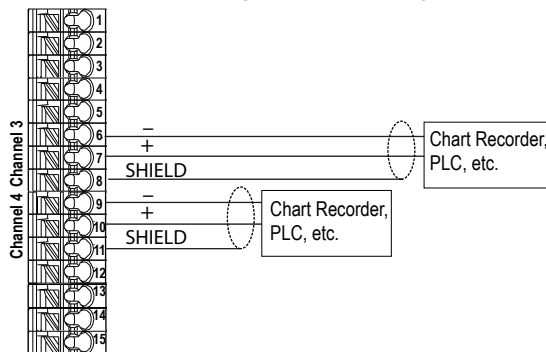 1
2
3
4
5
6
7
8
9
10
11
12
13
14
15
Channel 4 Channel 3
–
+
SHIELD
Chart Recorder,
PLC, etc.
–
+
SHIELD
Chart Recorder,
PLC, etc.